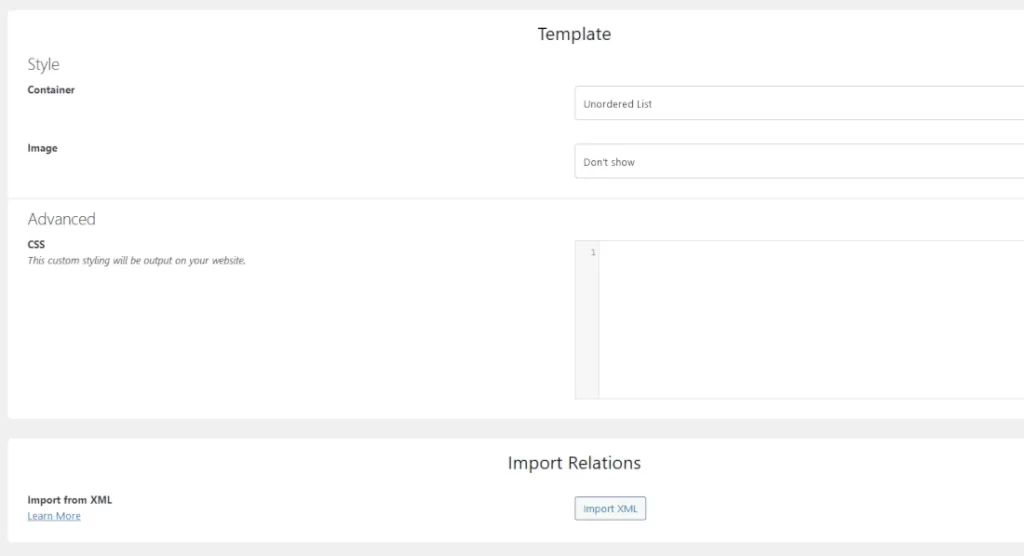 Template
Style
Container
Unordered List
Image
Don't show
Advanced
CSS
This custom styling will be output on your website.
1
Import Relations
Import from XML
Learn More
Import XML